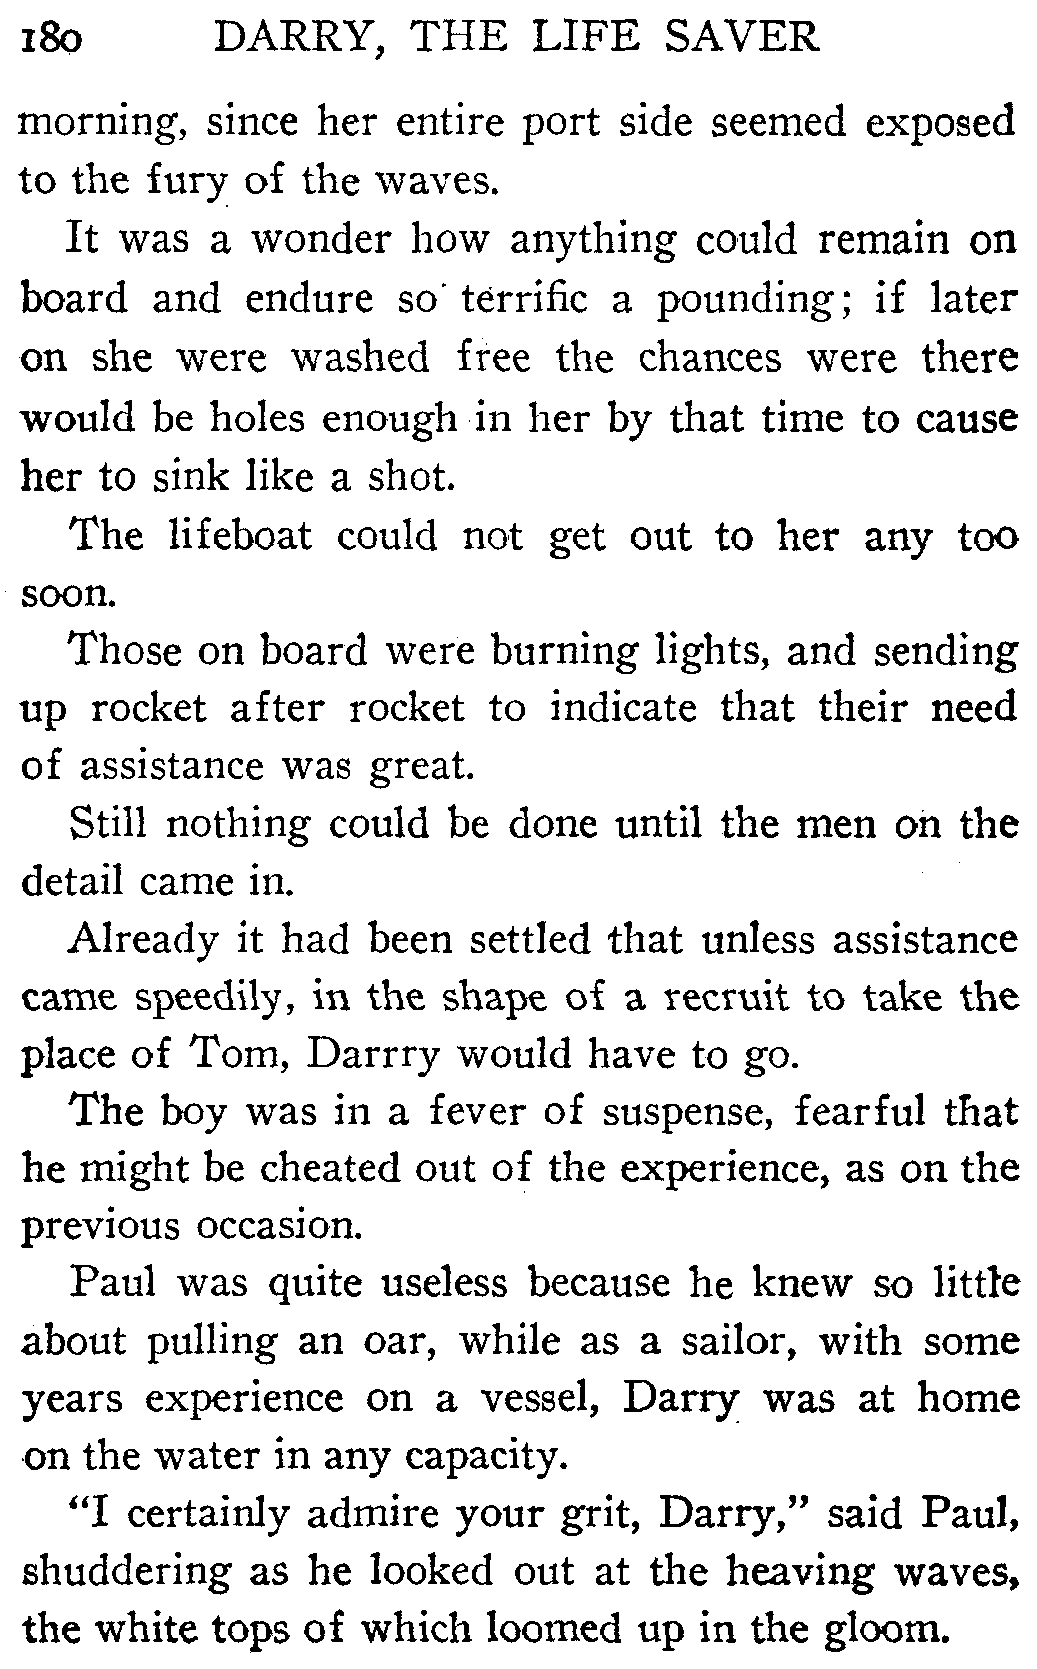 180 DARRY, THE LIFE SAVER
morning, since her entire port side seemed exposed
to the fury of the waves.
It was a wonder how anything could remain on
board and endure so terrific a pounding; if later
on she were washed free the chances were there
would be holes enough in her by that time to cause
her to sink like a shot.
The lifeboat could not get out to her any too
soon.
Those on board were burning lights, and sending
up rocket after rocket to indicate that their need
of assistance was great.
Still nothing could be done until the men on the
detail came in.
Already it had been settled that unless assistance
came speedily, in the shape of a recruit to take the
place of Tom, Darrry would have to go.
The boy was in a fever of suspense, fearful that
he might be cheated out of the experience, as on the
previous occasion.
Paul was quite useless because he knew so little
about pulling an oar, while as a sailor, with some
years experience on a vessel, Darry was at home
on the water in any capacity.
"I certainly admire your grit, Darry," said Paul,
shuddering as he looked out at the heaving waves,
the white tops of which loomed up in the gloom.